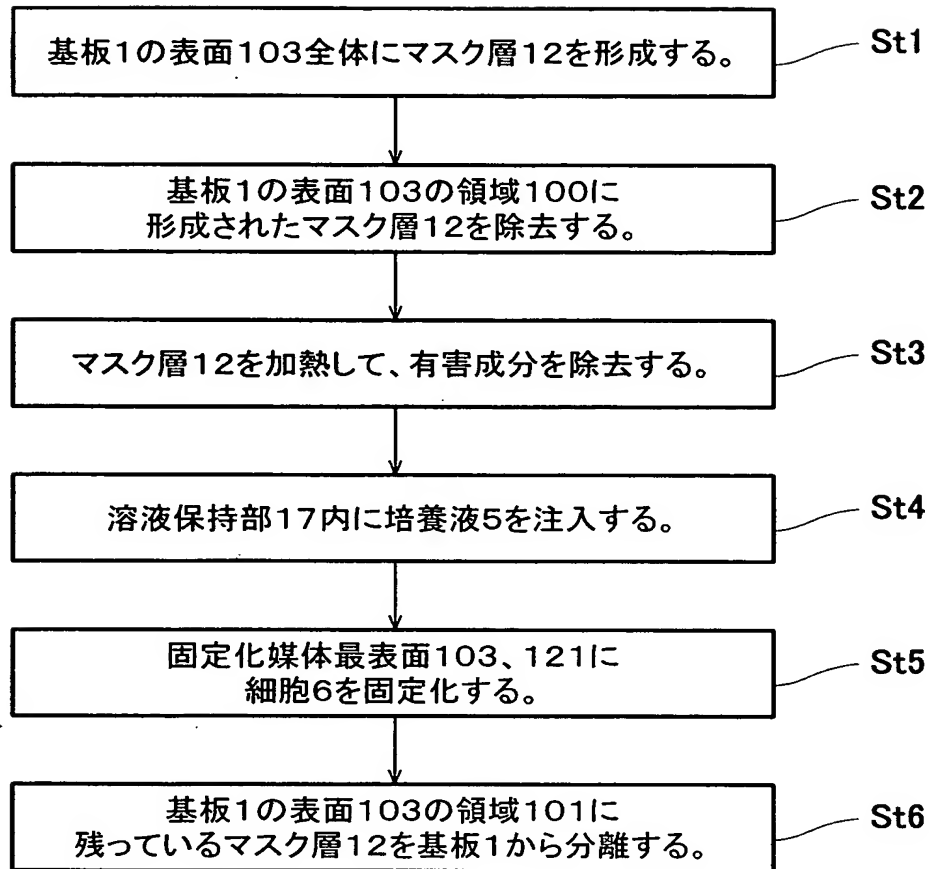 基板1の表面103全体にマスク層12を形成する。
St1
基板1の表面103の領域100に
形成されたマスク層12を除去する。
St2
マスク層12を加熱して、有害成分を除去する。
St3
溶液保持部17内に培養液5を注入する。
St4
固定化媒体最表面103、121に
細胞6を固定化する。
St5
基板1の表面103の領域101に
残っているマスク層12を基板1から分離する。
St6